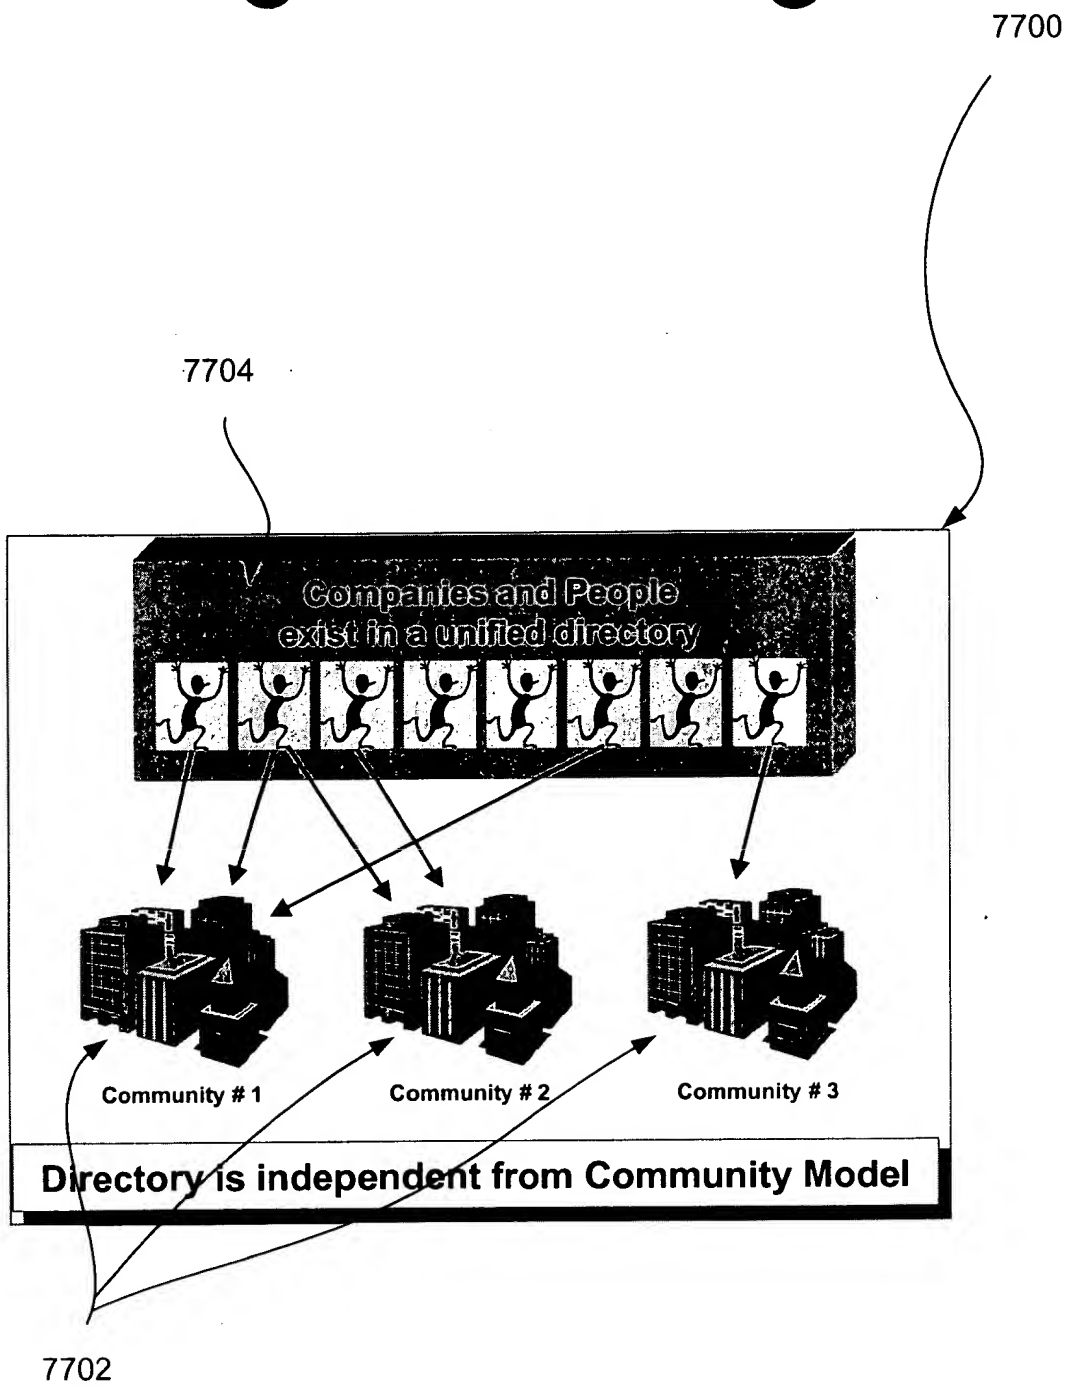 7700
7704
Companies and People
exist in a unified directory
Community # 1
Community # 2
Community # 3
Directory is independent from Community Model
7702